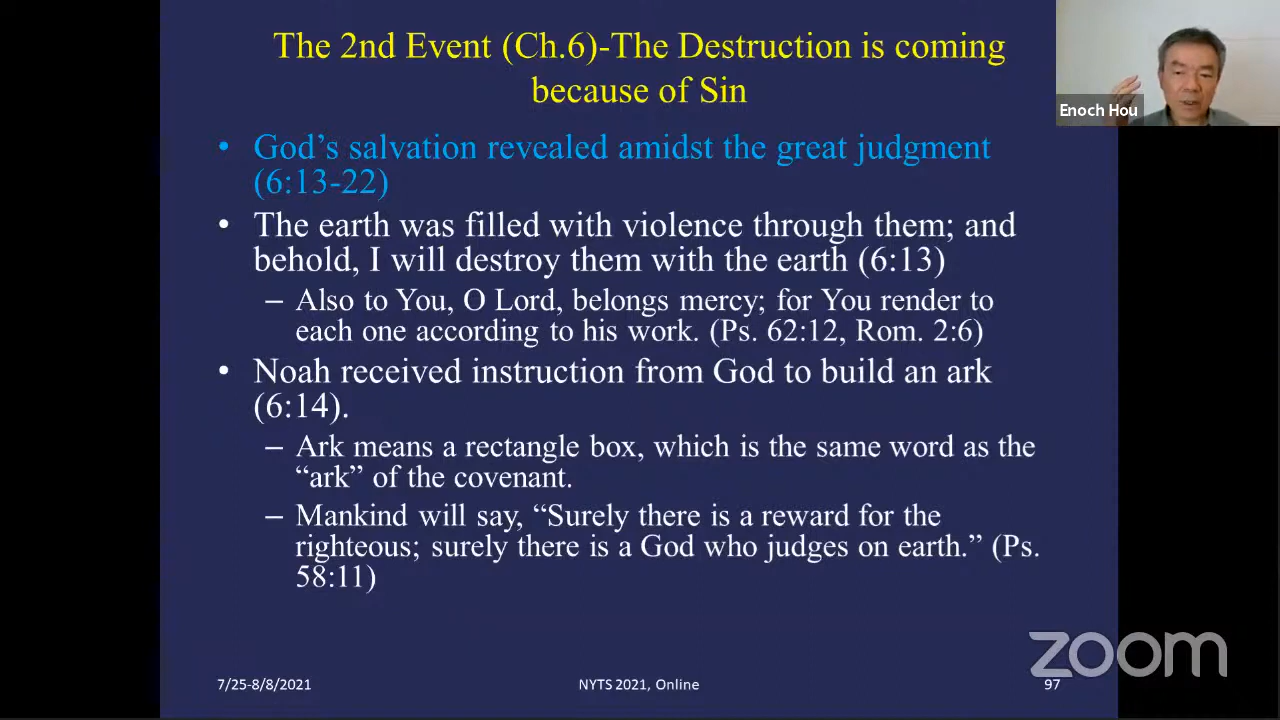 The 2nd Event (Ch.6)-The Destruction is coming
because of Sin
Enoch Hou
• God’s salvation revealed amidst the great judgment
(6:13-22)
• The earth was filled with violence through them; and
behold, I will destroy them with the earth (6:13)
– Also to You, O Lord, belongs mercy; for You render to
each one according to his work. (Ps. 62:12, Rom. 2:6)
• Noah received instruction from God to build an ark
(6:14).
– Ark means a rectangle box, which is the same word as the
“ark” of the covenant.
– Mankind will say, “Surely there is a reward for the
righteous; surely there is a God who judges on earth.” (Ps.
58:11)
zoom
7/25-8/8/2021
NYTS 2021, Online
97